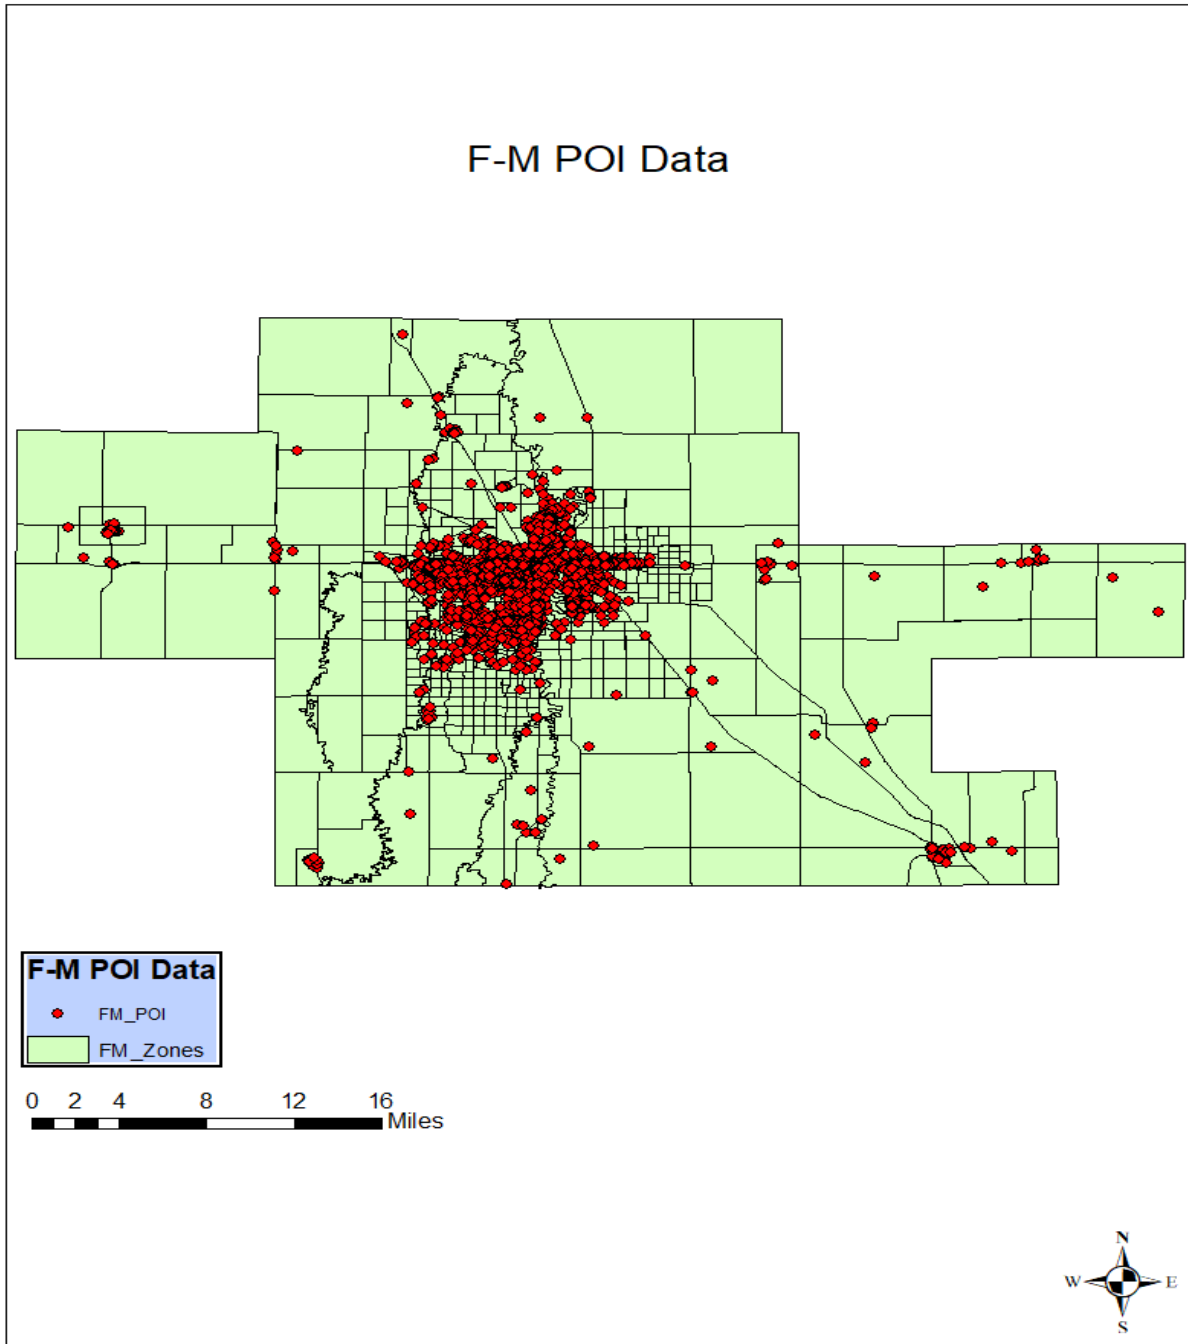 F-M POI Data
F-M POI Data
FM_POI
FM_Zones
0 2 4 8 12 16
Miles
N
W E
S